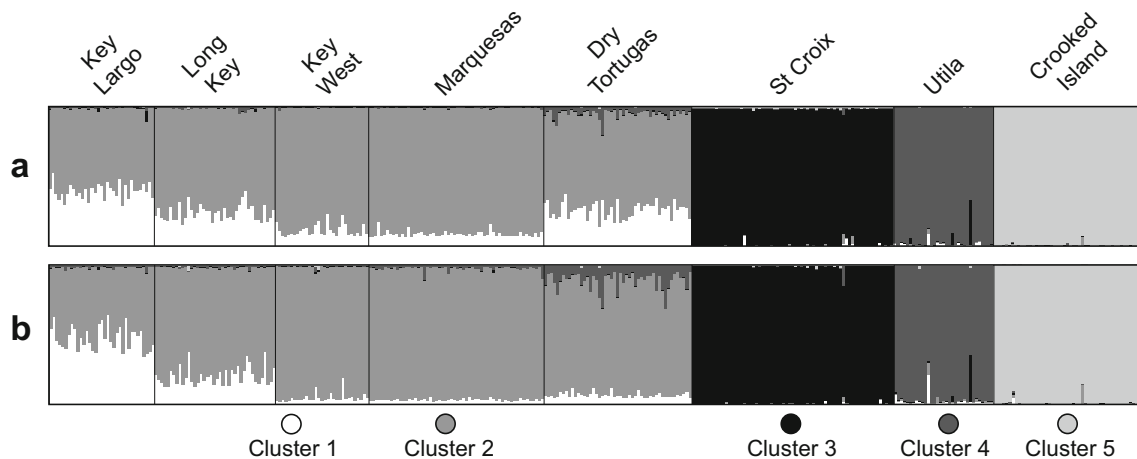 Key
Largo
Long
Key
Key
West
Marquesas
Dry
Tortugas
St Croix
Utila
Crooked
Island
a
b
Cluster 1
Cluster 2
Cluster 3
Cluster 4
Cluster 5